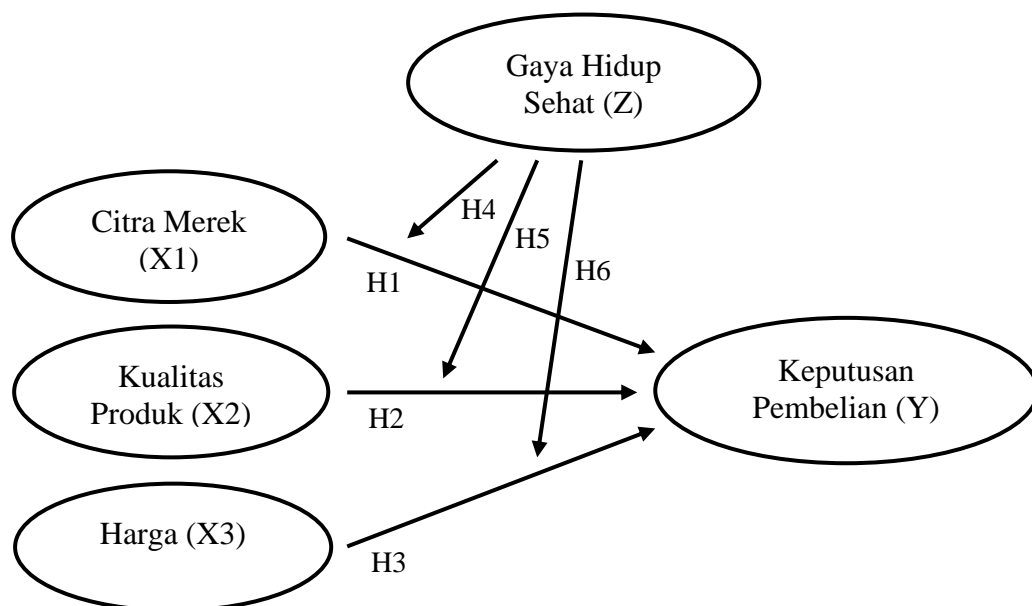 Gaya Hidup
Sehat (Z)
H4
Citra Merek
(X1)
H5
H6
H1
Kualitas
Produk (X2)
H2
Keputusan
Pembelian (Y)
Harga (X3)
H3